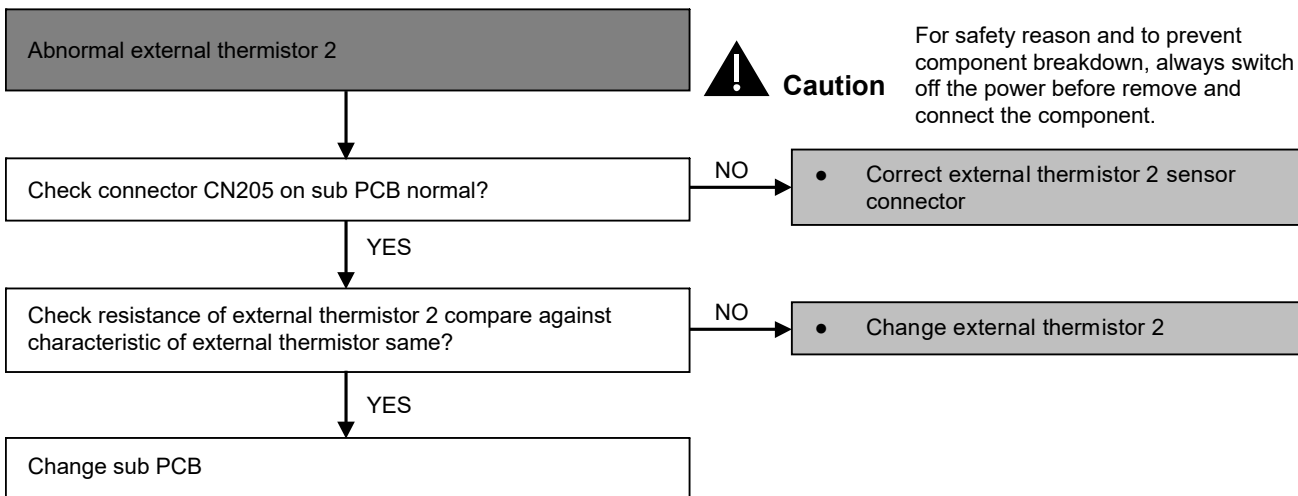 Abnormal external thermistor 2
Caution
For safety reason and to prevent
component breakdown, always switch
off the power before remove and
connect the component.
Check connector CN205 on sub PCB normal?
NO
● Correct external thermistor 2 sensor
connector
YES
Check resistance of external thermistor 2 compare against
characteristic of external thermistor same?
NO
● Change external thermistor 2
YES
Change sub PCB